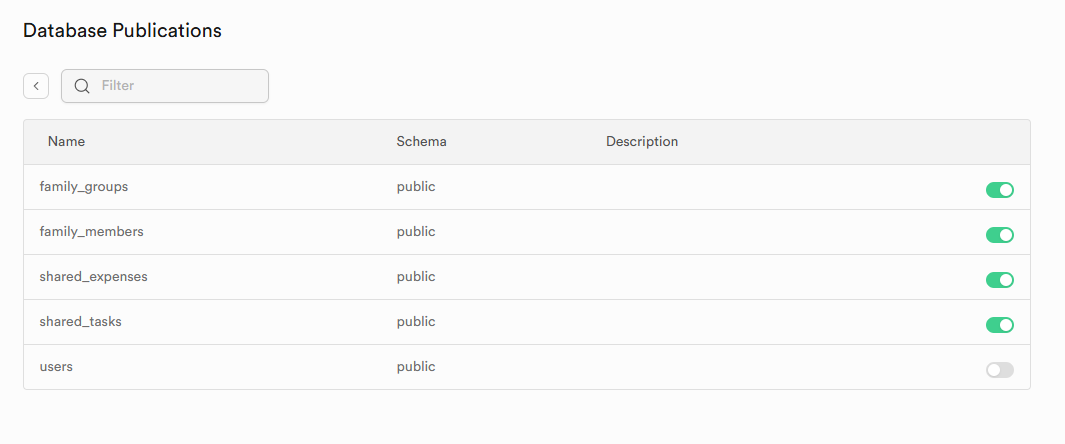 Database Publications
Filter
Name Schema Description
family_groups public
family_members public
shared_expenses public
shared_tasks public
users public